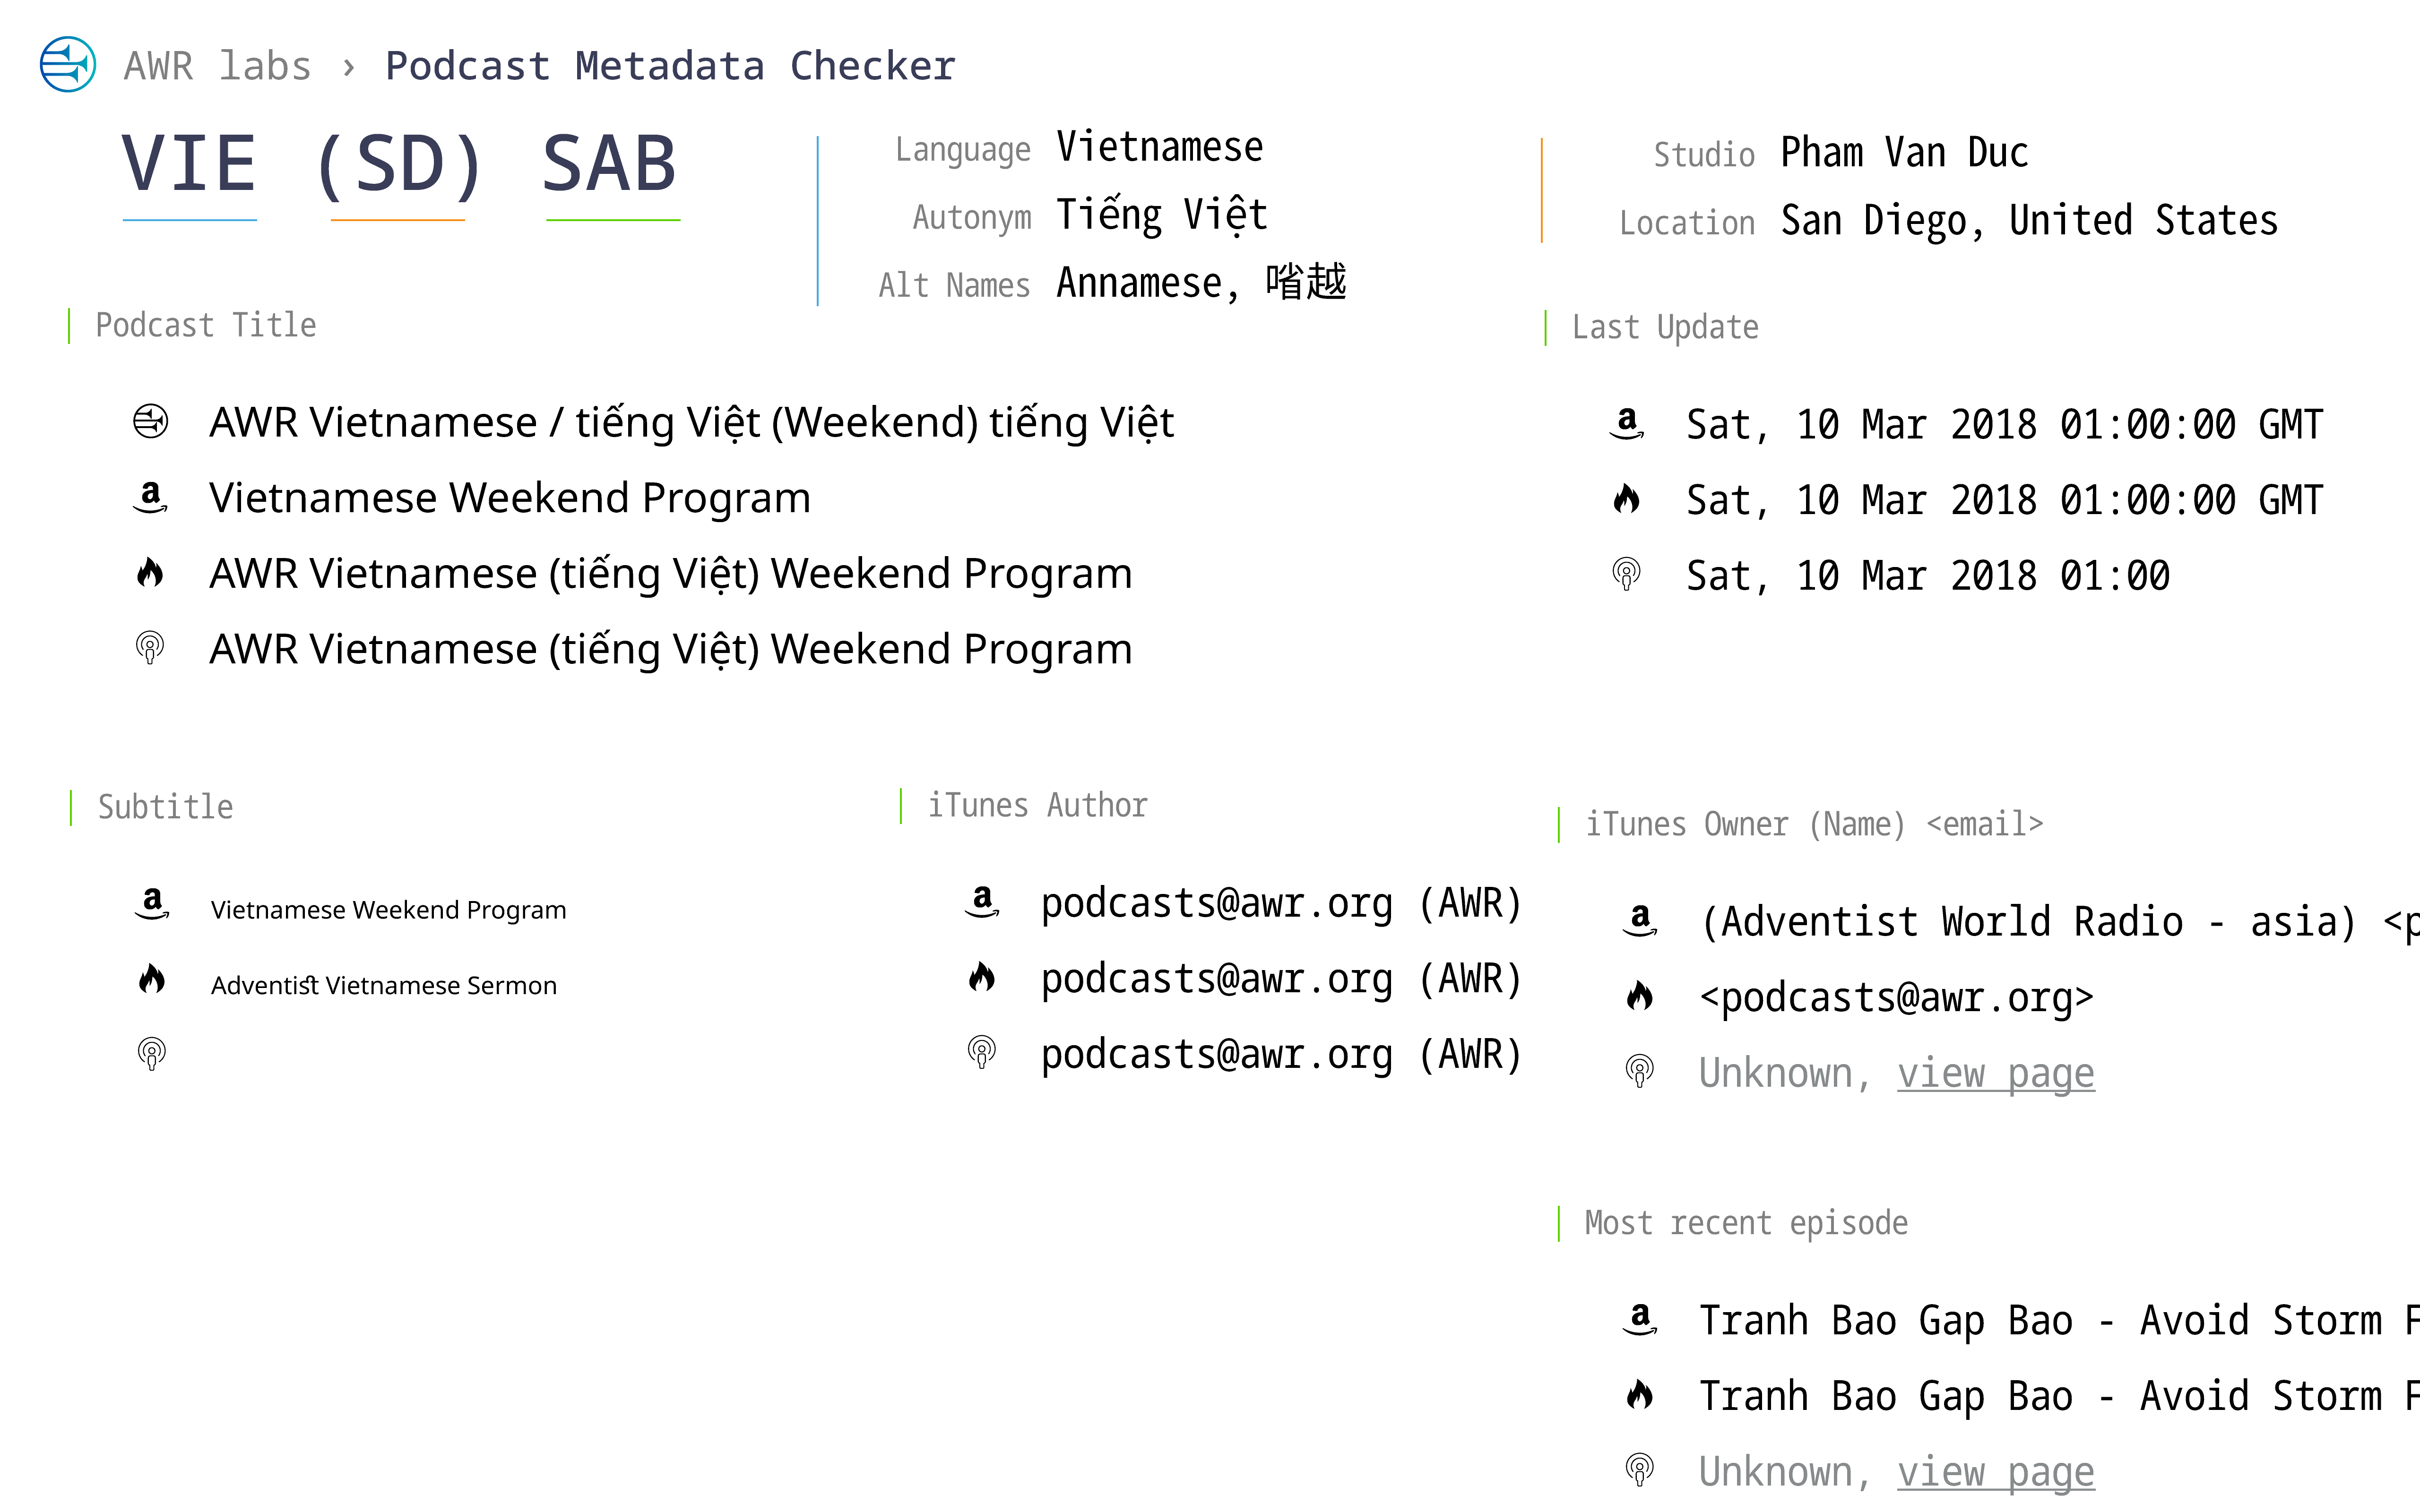 AWR labs › Podcast Metadata Checker
VIE (SD) SAB
Language Vietnamese
Autonym Tiếng Việt
Alt Names Annamese, 㗂越
Studio Pham Van Duc
Location San Diego, United States
Podcast Title
AWR Vietnamese / tiếng Việt (Weekend) tiếng Việt
Vietnamese Weekend Program
AWR Vietnamese (tiếng Việt) Weekend Program
AWR Vietnamese (tiếng Việt) Weekend Program
Last Update
Sat, 10 Mar 2018 01:00:00 GMT
Sat, 10 Mar 2018 01:00:00 GMT
Sat, 10 Mar 2018 01:00
Subtitle
Vietnamese Weekend Program
Adventist Vietnamese Sermon
iTunes Author
podcasts@awr.org (AWR)
podcasts@awr.org (AWR)
podcasts@awr.org (AWR)
iTunes Owner (Name) <email>
(Adventist World Radio - asia) <p
<podcasts@awr.org>
Unknown, view page
Most recent episode
Tranh Bao Gap Bao - Avoid Storm F
Tranh Bao Gap Bao - Avoid Storm F
Unknown, view page